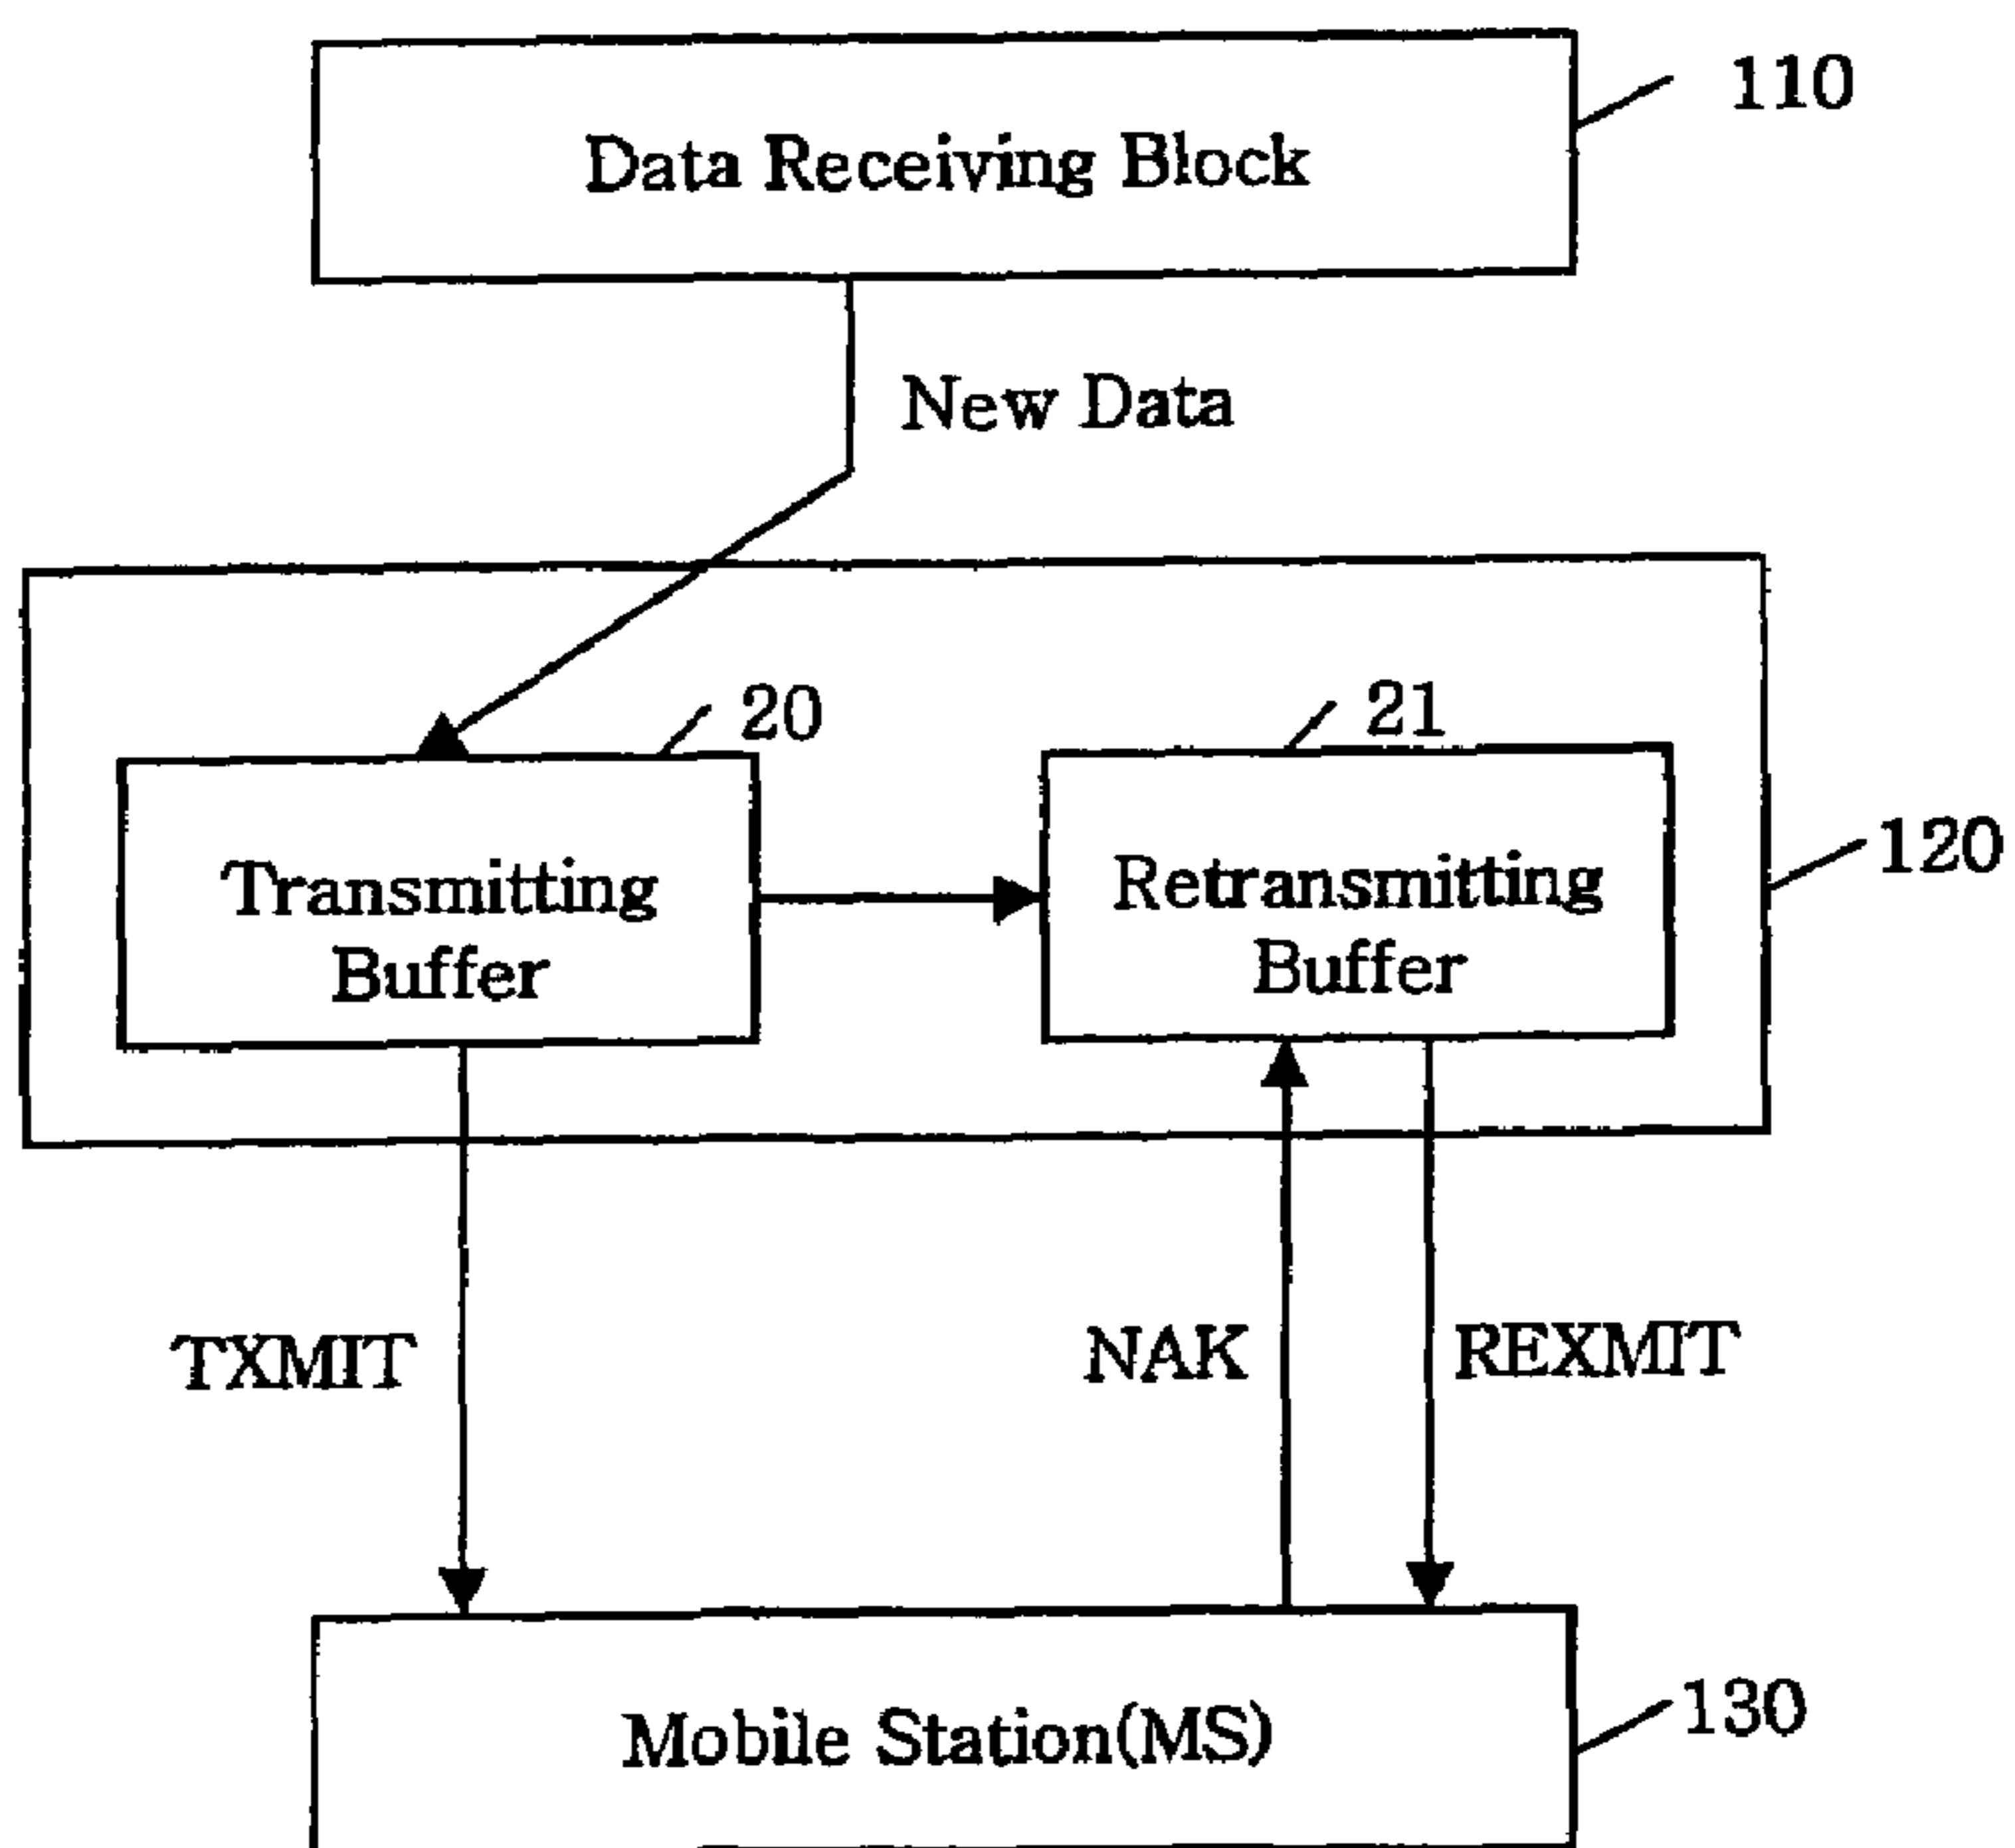 110
Data Receiving Block
New Data
20
21
120
Transmitting
Buffer
Retransmitting
Buffer
TXMIT
NAK
REXMIT
130
Mobile Station(MS)